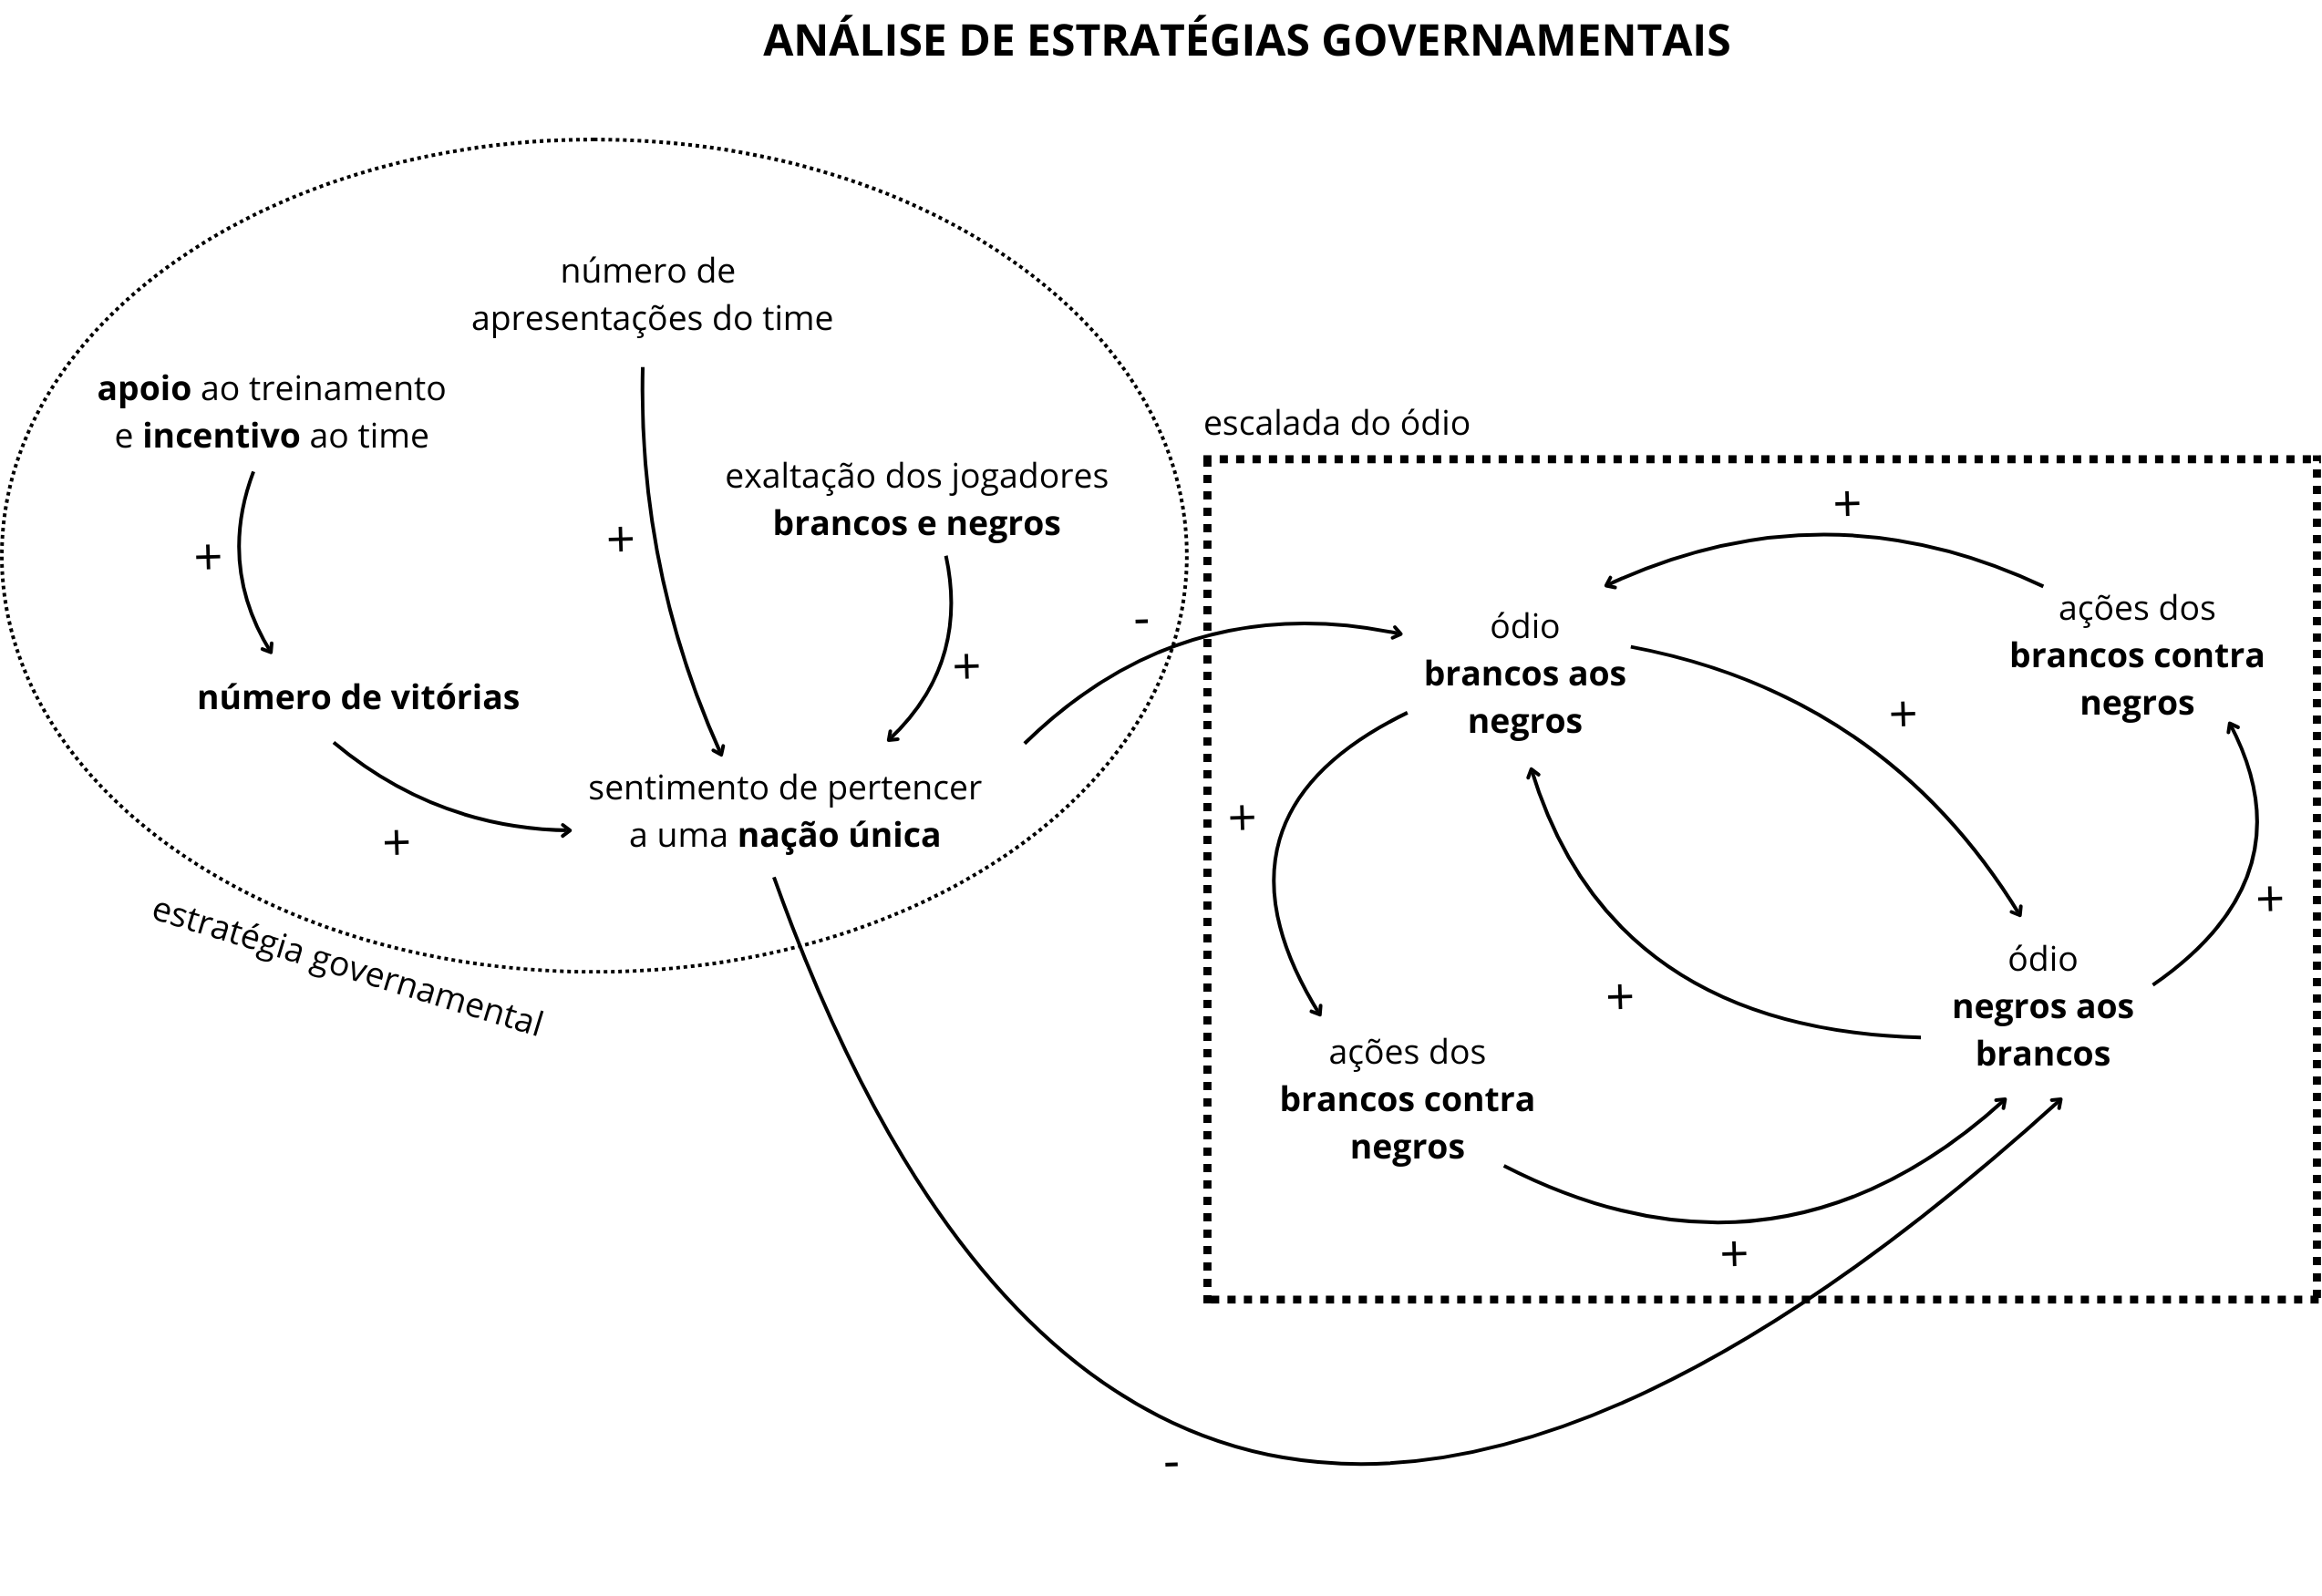 ANÁLISE DE ESTRATÉGIAS GOVERNAMENTAIS
número de
apresentações do time
apoio ao treinamento
e incentivo ao time
+
+
exaltação dos jogadores
brancos e negros
+
número de vitórias
+
sentimento de pertencer
a uma nação única
estratégia governamental
-
-
escalada do ódio
+
ódio
brancos aos
negros
ações dos
brancos contra
negros
+
+
+
+
ódio
negros aos
brancos
ações dos
brancos contra
negros
+